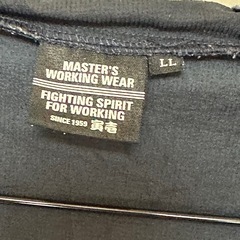 MASTER'S
WORKING WEAR
FIGHTING SPIRIT
FOR WORKING
SINCE 1959 寅壱
LL